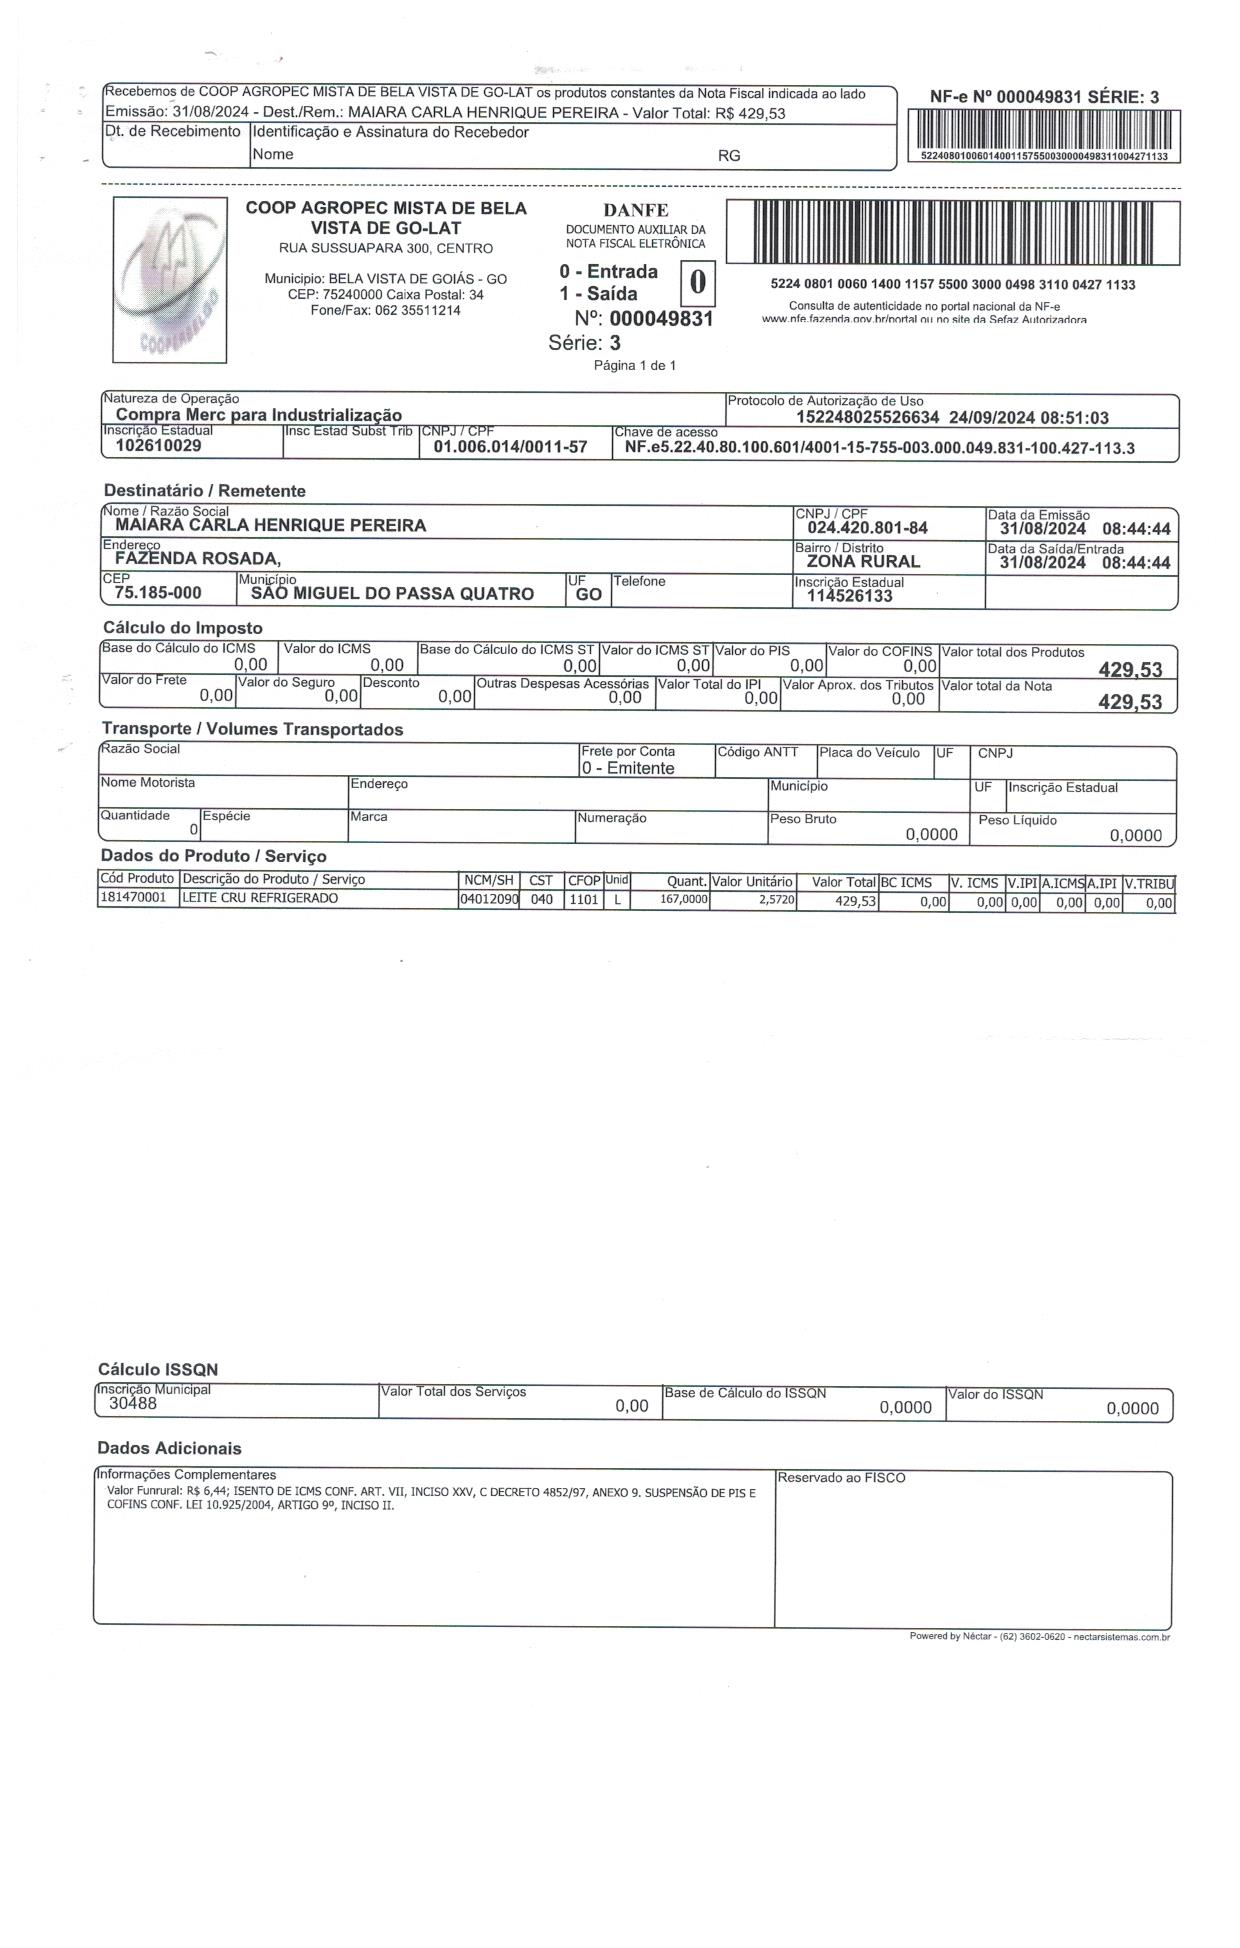 Recebemos de COOP AGROPEC MISTA DE BELA VISTA DE GO-LAT os produtos constantes da Nota Fiscal indicada ao lado
Emissão: 31/08/2024 - Dest./Rem.: MAIARA CARLA HENRIQUE PEREIRA - Valor Total: R$ 429,53
Dt. de Recebimento Identificação e Assinatura do Recebedor
Nome RG
NF-e Nº 000049831 SÉRIE: 3
52240801006014001157550030000498311004271133
COOPERBELGO
COOP AGROPEC MISTA DE BELA
VISTA DE GO-LAT
RUA SUSSUAPARA 300, CENTRO
Municipio: BELA VISTA DE GOIÁS - GO
CEP: 75240000 Caixa Postal: 34
Fone/Fax: 062 35511214
DANFE
DOCUMENTO AUXILIAR DA
NOTA FISCAL ELETRÔNICA
0 - Entrada
1 - Saída
0
Nº: 000049831
Série: 3
Página 1 de 1
5224 0801 0060 1400 1157 5500 3000 0498 3110 0427 1133
Consulta de autenticidade no portal nacional da NF-e
www.nfe.fazenda.gov.br/portal ou no site da Sefaz Autorizadora
Natureza de Operação Protocolo de Autorização de Uso
Compra Merc para Industrialização 152248025526634 24/09/2024 08:51:03
Inscrição Estadual Insc Estad Subst Trib CNPJ / CPF Chave de acesso
102610029 01.006.014/0011-57 NF.e5.22.40.80.100.601/4001-15-755-003.000.049.831-100.427-113.3
Destinatário / Remetente
Nome / Razão Social CNPJ / CPF Data da Emissão
MAIARA CARLA HENRIQUE PEREIRA 024.420.801-84 31/08/2024 08:44:44
Endereço Bairro / Distrito Data da Saída/Entrada
FAZENDA ROSADA, ZONA RURAL 31/08/2024 08:44:44
CEP Município UF Telefone Inscrição Estadual
75.185-000 SÃO MIGUEL DO PASSA QUATRO GO 114526133
Cálculo do Imposto
Base do Cálculo do ICMS Valor do ICMS Base do Cálculo do ICMS ST Valor do ICMS ST Valor do PIS Valor do COFINS Valor total dos Produtos
0,00 0,00 0,00 0,00 0,00 0,00 429,53
Valor do Frete Valor do Seguro Desconto Outras Despesas Acessórias Valor Total do IPI Valor Aprox. dos Tributos Valor total da Nota
0,00 0,00 0,00 0,00 0,00 0,00 429,53
Transporte / Volumes Transportados
Razão Social Frete por Conta Código ANTT Placa do Veículo UF CNPJ
0 - Emitente
Nome Motorista Endereço Município UF Inscrição Estadual
Quantidade Espécie Marca Numeração Peso Bruto Peso Líquido
0 0,0000 0,0000
Dados do Produto / Serviço
Cód Produto Descrição do Produto / Serviço NCM/SH CST CFOP Unid Quant. Valor Unitário Valor Total BC ICMS V. ICMS V.IPI A.ICMS A.IPI V.TRIBU
181470001 LEITE CRU REFRIGERADO 04012090 040 1101 L 167,0000 2,5720 429,53 0,00 0,00 0,00 0,00 0,00 0,00
Cálculo ISSQN
Inscrição Municipal Valor Total dos Serviços Base de Cálculo do ISSQN Valor do ISSQN
30488 0,00 0,0000 0,0000
Dados Adicionais
Informações Complementares Reservado ao FISCO
Valor Funrural: R$ 6,44; ISENTO DE ICMS CONF. ART. VII, INCISO XXV, C DECRETO 4852/97, ANEXO 9. SUSPENSÃO DE PIS E
COFINS CONF. LEI 10.925/2004, ARTIGO 9º, INCISO II.
Powered by Néctar - (62) 3602-0620 - nectarsistemas.com.br